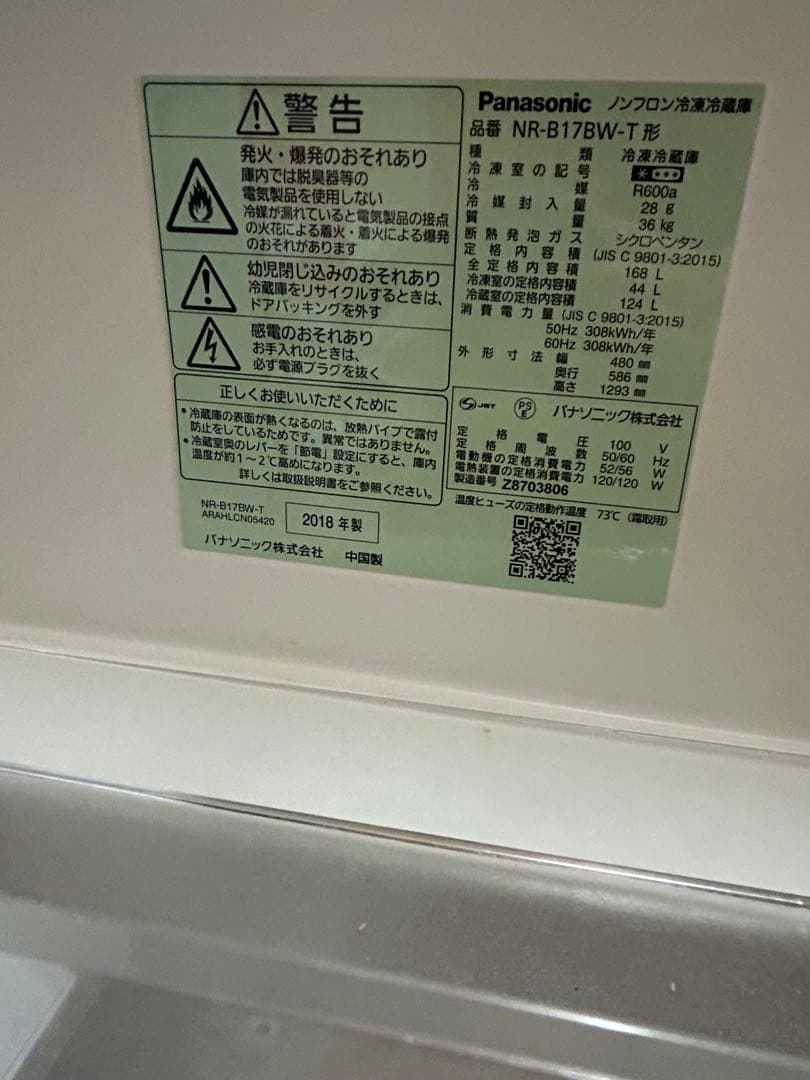 警告
発火・爆発のおそれあり
庫内では脱臭器等の
電気製品を使用しない
冷媒が漏れていると電気製品の接点
の火花による着火・着火による爆発
のおそれがあります
幼児閉じ込みのおそれあり
冷蔵庫をリサイクルするときは、
ドアパッキングを外す
感電のおそれあり
お手入れのときは、
必ず電源プラグを抜く
正しくお使いいただくために
•冷蔵庫の表面が熱くなるのは、放熱パイプで露付
防止をしているためです。異常ではありません。
•冷蔵室奥のレバーを「節電」設定にすると、庫内
温度が約1～2℃高めになります。
詳しくは取扱説明書をご参照ください。
NR-B17BW-T
ARAHLCN05420
2018 年製
パナソニック株式会社 中国製
Panasonic ノンフロン冷凍冷蔵庫
品番 NR-B17BW-T 形
種類 冷凍冷蔵庫
冷凍室の記号
冷媒 R600a
冷媒封入量 28 g
質量 36 kg
断熱発泡ガス シクロペンタン
定格内容積 (JIS C 9801-3:2015)
全定格内容積 168 L
冷凍室の定格内容積 44 L
冷蔵室の定格内容積 124 L
消費電力量 (JIS C 9801-3:2015)
50Hz 308kWh/年
60Hz 308kWh/年
外形寸法 幅 480 mm
奥行 586 mm
高さ 1293 mm
JET PS E パナソニック株式会社
定格電圧 100 V
定格周波数 50/60 Hz
電動機の定格消費電力 52/56 W
電熱装置の定格消費電力 120/120 W
製造番号 Z8703806
温度ヒューズの定格動作温度 73℃ (霜取用)